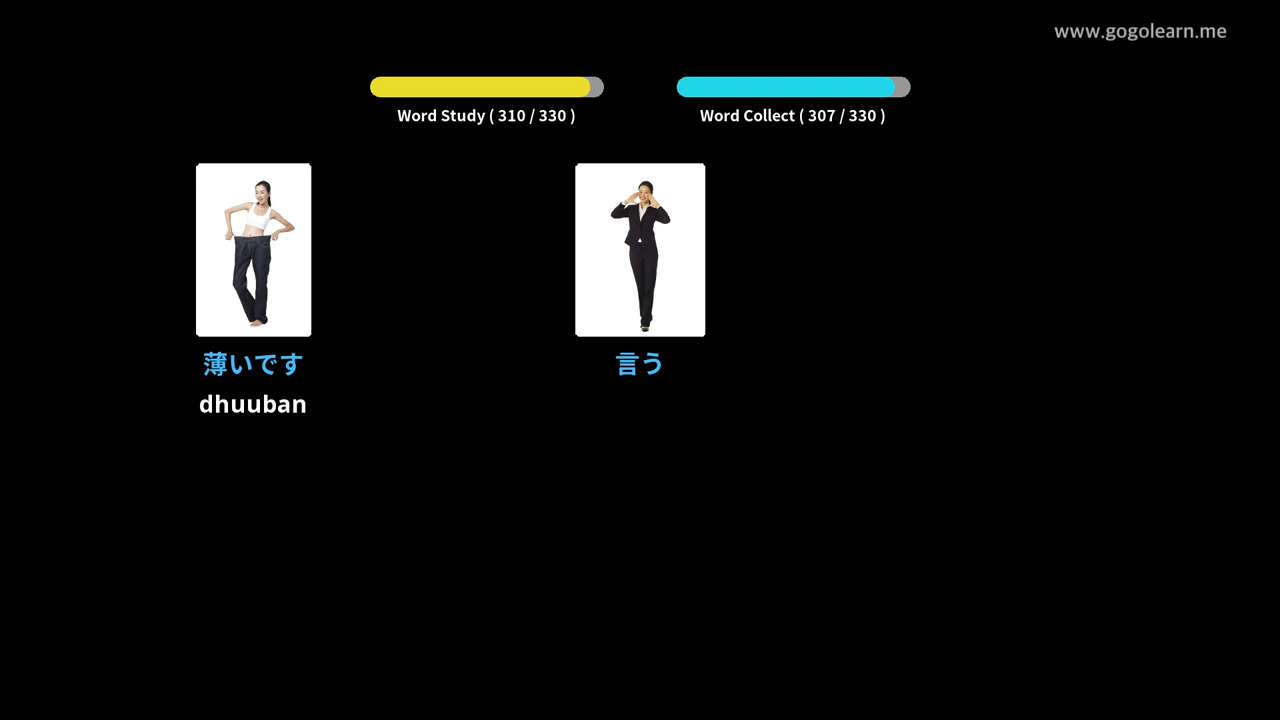 www.gogolearn.me
Word Study ( 310 / 330 )
Word Collect ( 307 / 330 )
薄いです
言う
dhuuban